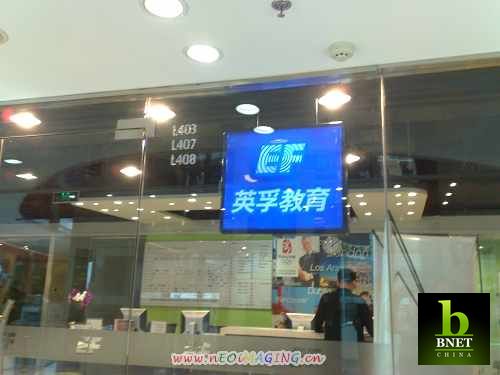 L403
L407
L408
EF
英孚教育
Los An
b
BNET
CHINA
www.nEOiMAGING.cn